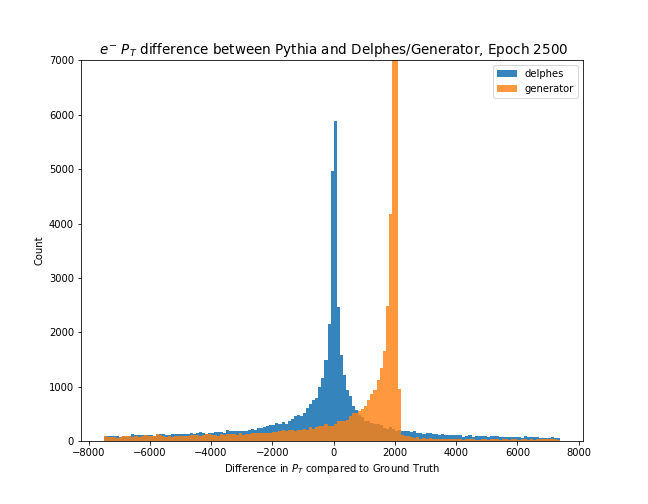 e⁻ P_T difference between Pythia and Delphes/Generator, Epoch 2500
delphes
generator
7000
6000
5000
4000
3000
2000
1000
0
Count
−8000 −6000 −4000 −2000 0 2000 4000 6000 8000
Difference in P_T compared to Ground Truth